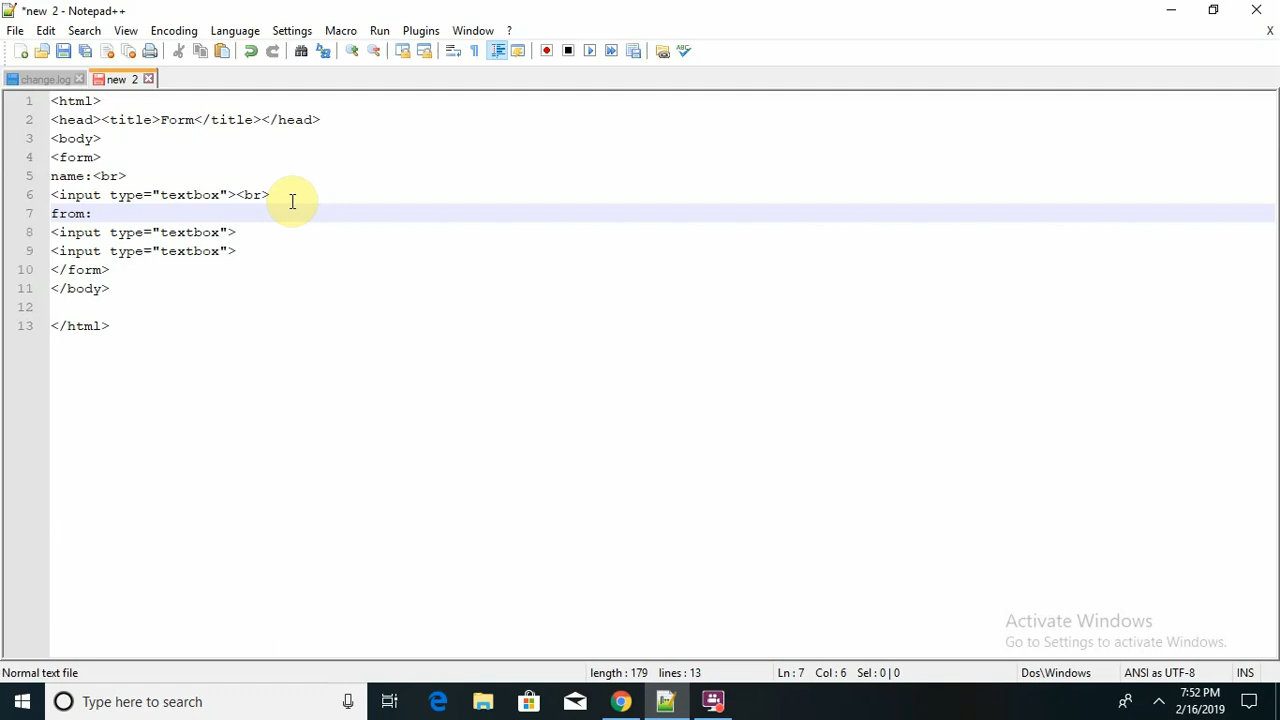 *new 2 - Notepad++
File Edit Search View Encoding Language Settings Macro Run Plugins Window ? X
change.log new 2
1 <html>
2 <head><title>Form</title></head>
3 <body>
4 <form>
5 name:<br>
6 <input type="textbox"><br>
7 from:
8 <input type="textbox">
9 <input type="textbox">
10 </form>
11 </body>
12
13 </html>
Activate Windows
Go to Settings to activate Windows.
Normal text file length : 179 lines : 13 Ln : 7 Col : 6 Sel : 0 | 0 Dos\Windows ANSI as UTF-8 INS
Type here to search 7:52 PM
2/16/2019